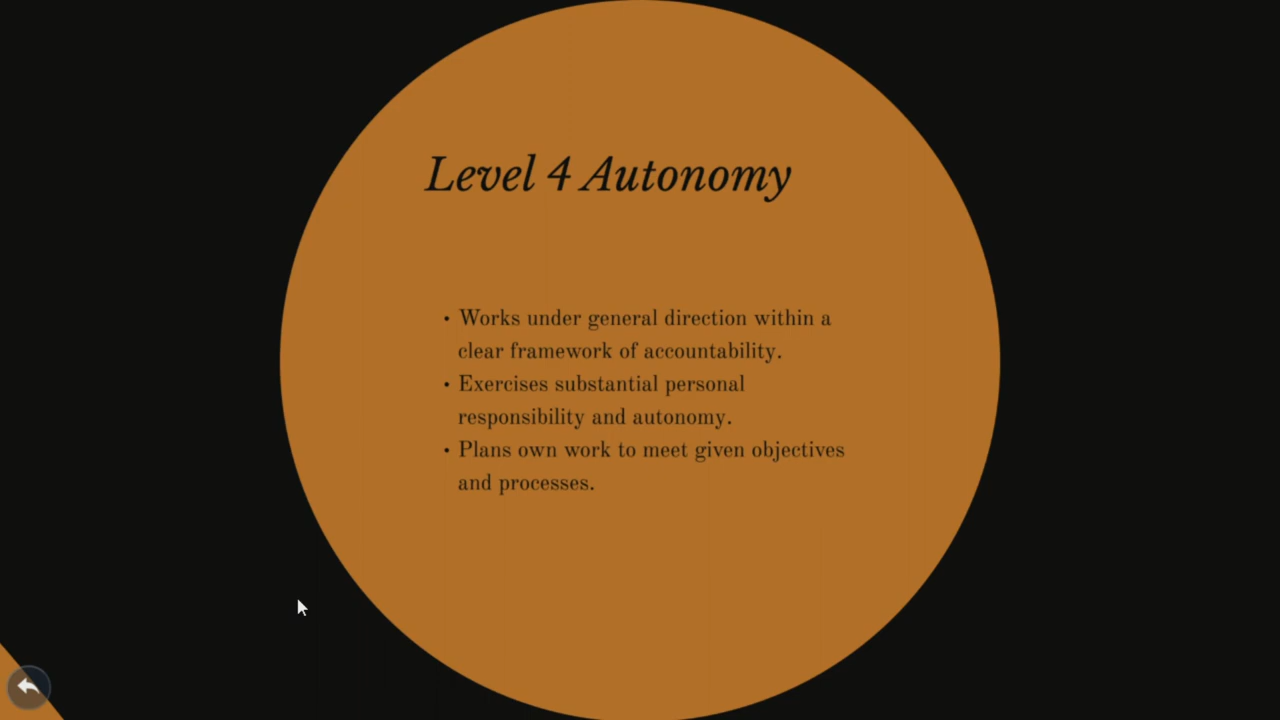 Level 4 Autonomy
• Works under general direction within a
clear framework of accountability.
• Exercises substantial personal
responsibility and autonomy.
• Plans own work to meet given objectives
and processes.